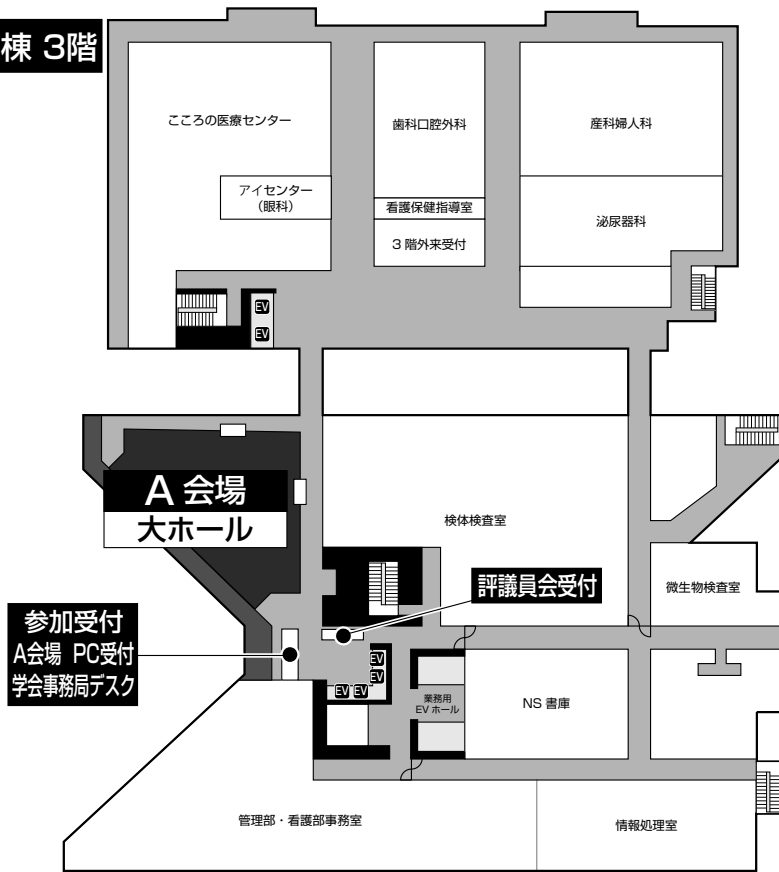 棟 3階
こころの医療センター
歯科口腔外科
産科婦人科
アイセンター
（眼科）
看護保健指導室
3 階外来受付
泌尿器科
EV
EV
A 会場
大ホール
検体検査室
評議員会受付
微生物検査室
参加受付
A会場 PC受付
学会事務局デスク
EV
EV
EV
EV
業務用
EV ホール
NS 書庫
管理部・看護部事務室
情報処理室